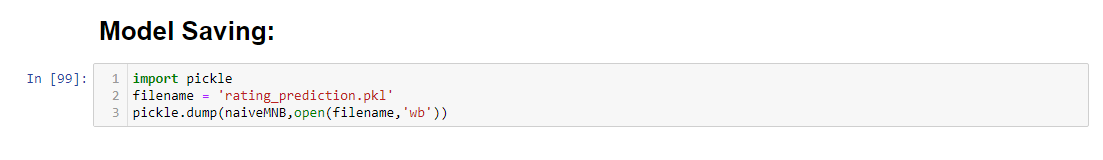 Model Saving:
In [99]:
1 import pickle
2 filename = 'rating_prediction.pkl'
3 pickle.dump(naiveMNB,open(filename,'wb'))